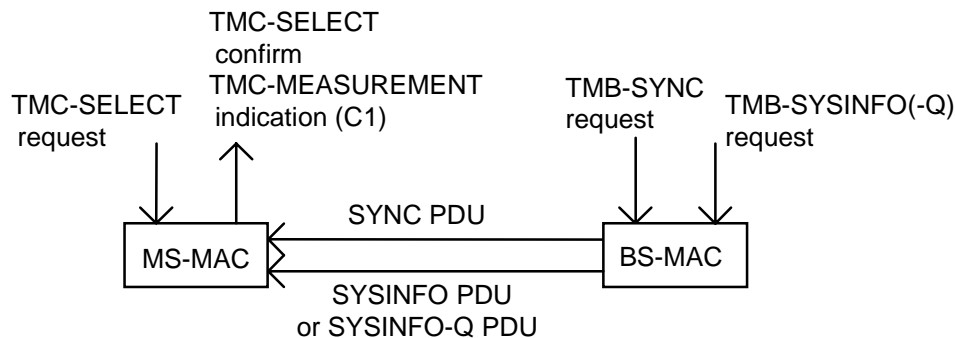 TMC-SELECT
confirm
TMC-MEASUREMENT
indication (C1)
TMC-SELECT
request
TMB-SYNC
request
TMB-SYSINFO(-Q)
request
SYNC PDU
MS-MAC
BS-MAC
SYSINFO PDU
or SYSINFO-Q PDU